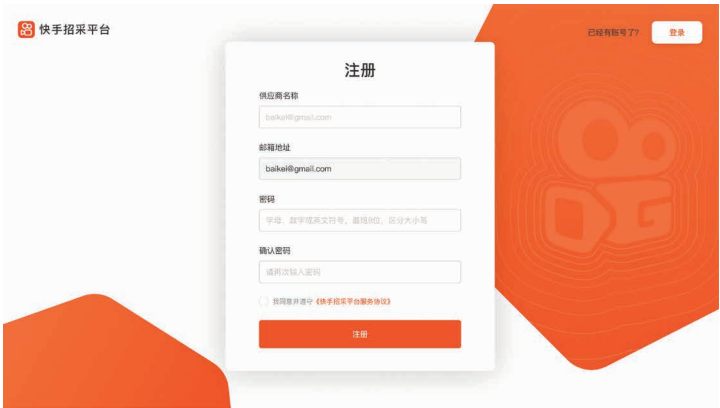 快手招采平台
已经有账号了?
登录
注册
供应商名称
baikei@gmail.com
邮箱地址
baikei@gmail.com
密码
字母、数字或英文符号，最短8位，区分大小写
确认密码
请再次输入密码
我同意并遵守《快手招采平台服务协议》
注册